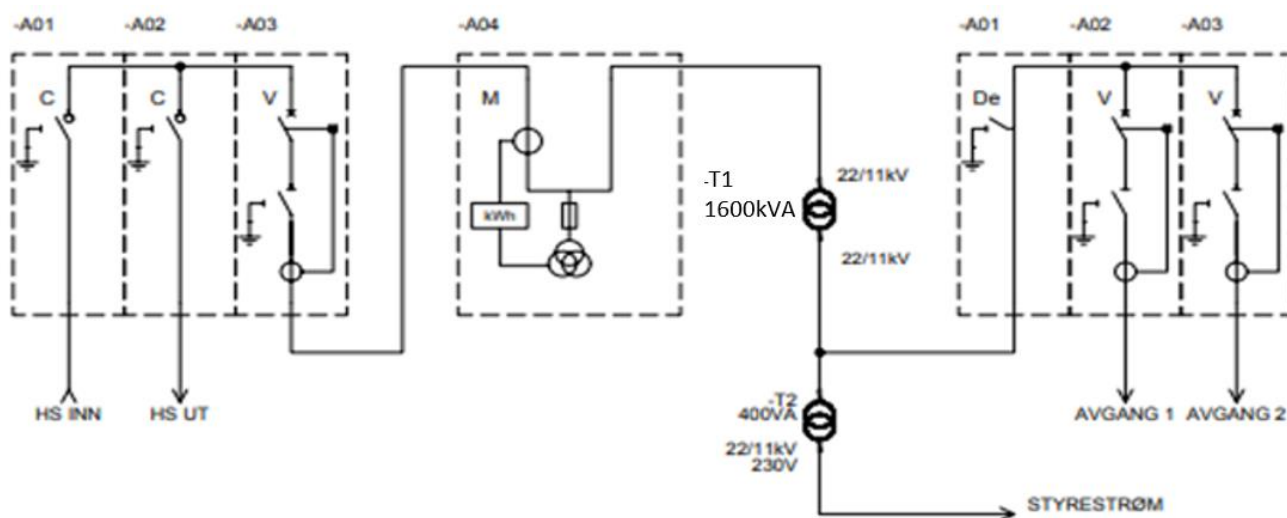 -A01
-A02
-A03
-A04
-A01
-A02
-A03
C
C
V
M
De
V
V
kWh
-T1
1600kVA
22/11kV
22/11kV
-T2
400VA
22/11kV
230V
HS INN
HS UT
AVGANG 1
AVGANG 2
STYRESTRØM